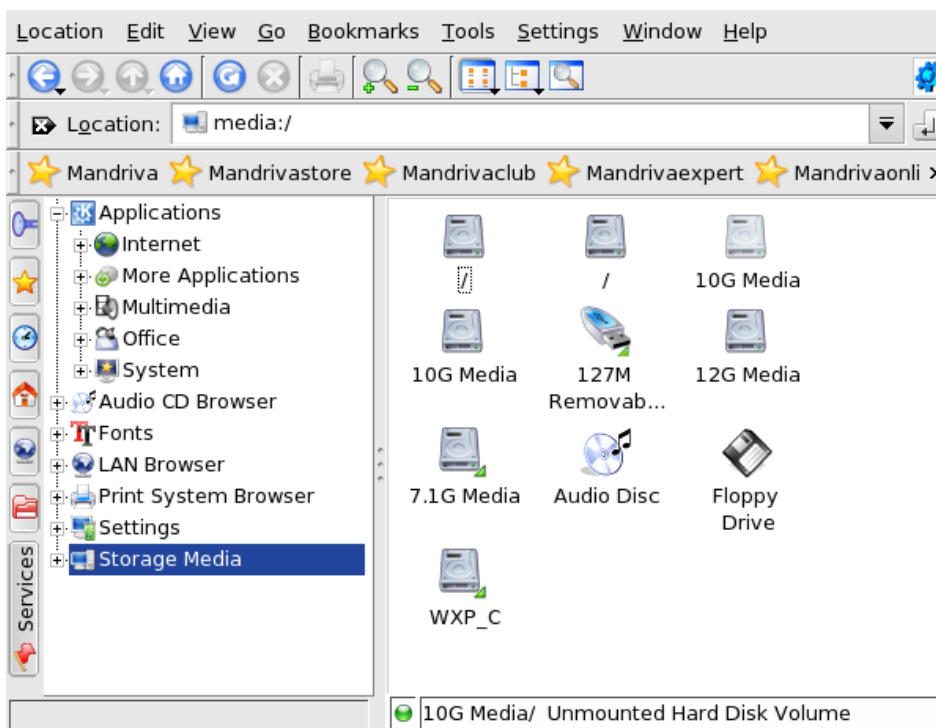 Location Edit View Go Bookmarks Tools Settings Window Help
Location: media:/
Mandriva Mandrivastore Mandrivaclub Mandrivaexpert Mandrivaonli
Applications
Internet
More Applications
Multimedia
Office
System
Audio CD Browser
Fonts
LAN Browser
Print System Browser
Settings
Storage Media
Services
/ / 10G Media
10G Media 127M Removab... 12G Media
7.1G Media Audio Disc Floppy Drive
WXP_C
10G Media/ Unmounted Hard Disk Volume